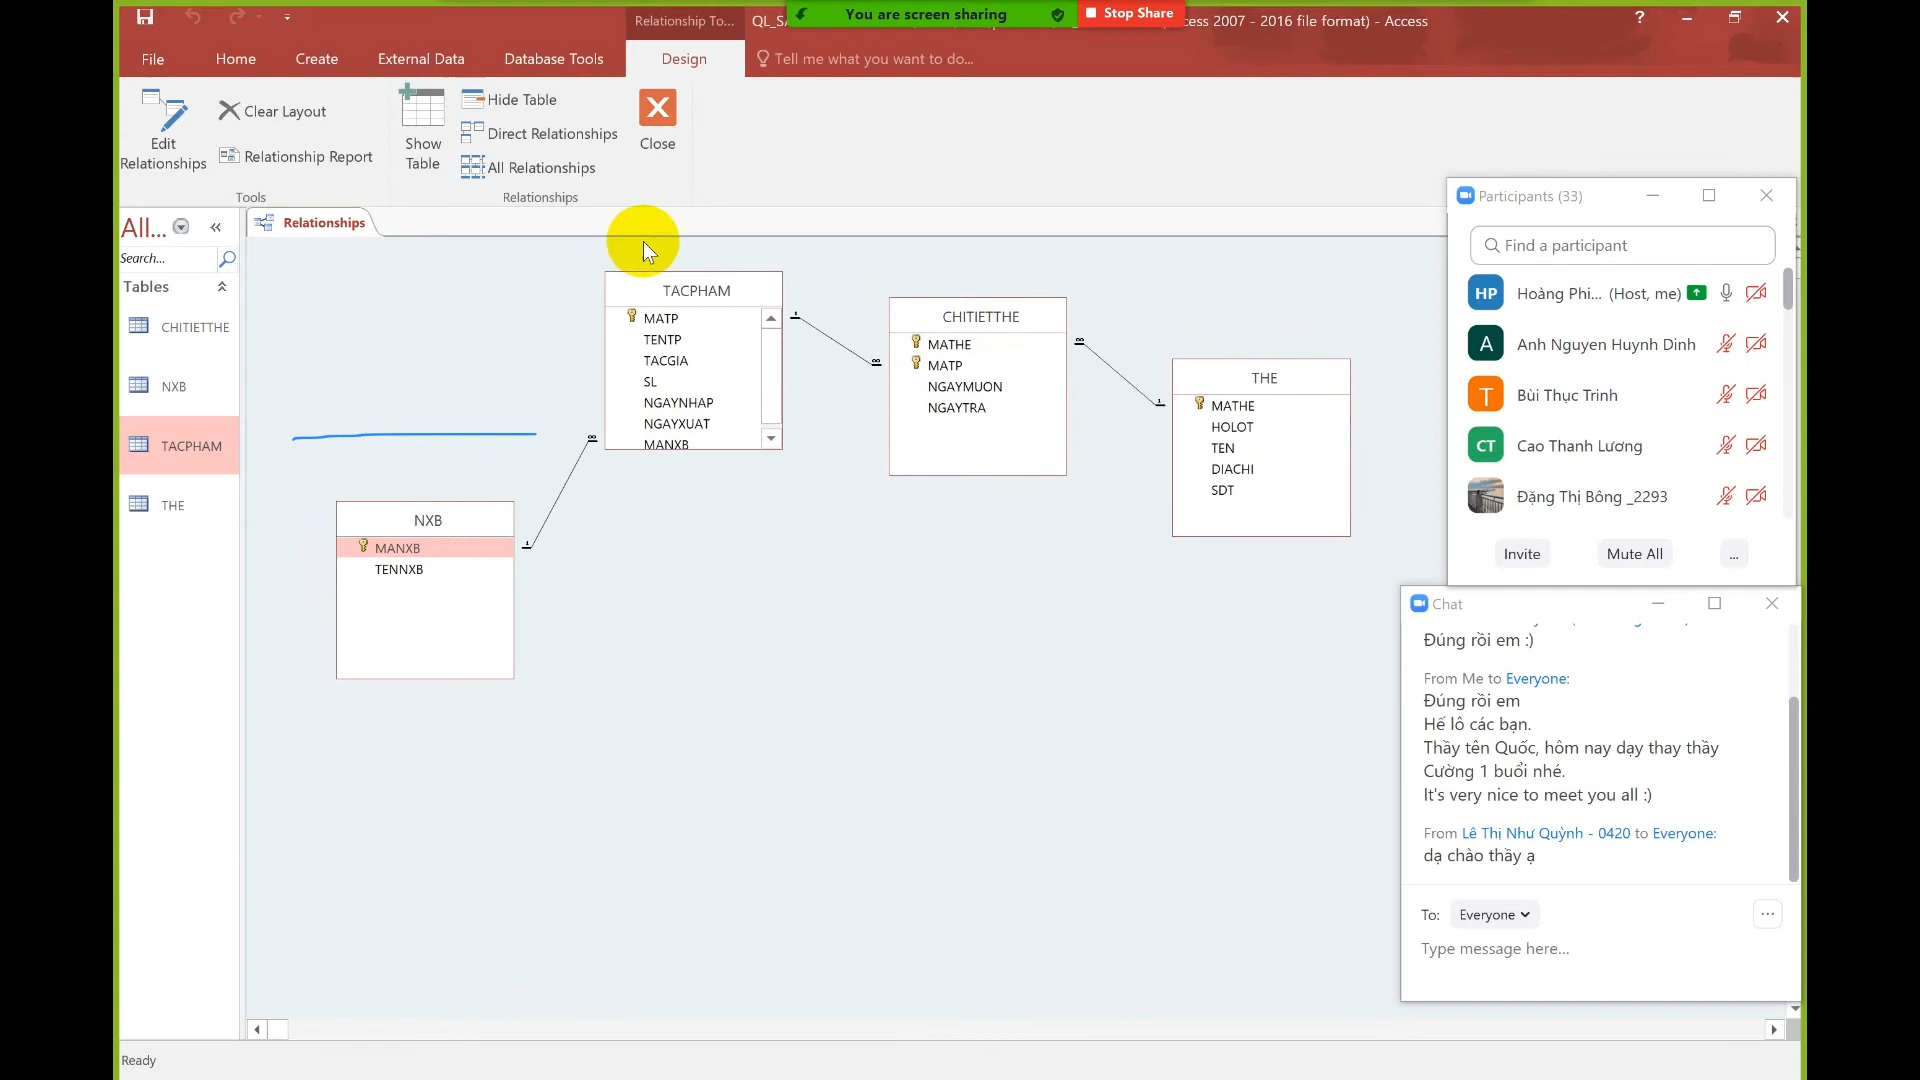 Relationship To...
QL_SA
You are screen sharing
Stop Share
cess 2007 - 2016 file format) - Access
?
File
Home
Create
External Data
Database Tools
Design
Tell me what you want to do...
Edit
Relationships
Clear Layout
Relationship Report
Tools
Show
Table
Hide Table
Direct Relationships
All Relationships
Relationships
Close
All...
Relationships
Search...
Tables
CHITIETTHE
NXB
TACPHAM
THE
TACPHAM
MATP
TENTP
TACGIA
SL
NGAYNHAP
NGAYXUAT
MANXB
1
∞
CHITIETTHE
MATHE
MATP
NGAYMUON
NGAYTRA
∞
1
THE
MATHE
HOLOT
TEN
DIACHI
SDT
∞
1
NXB
MANXB
TENNXB
Participants (33)
Find a participant
HP Hoàng Phi... (Host, me)
A Anh Nguyen Huynh Dinh
T Bùi Thục Trinh
CT Cao Thanh Lương
Đặng Thị Bông _2293
Invite
Mute All
...
Chat
Đúng rồi em :)
From Me to Everyone:
Đúng rồi em
Hế lô các bạn.
Thầy tên Quốc, hôm nay dạy thay thầy
Cường 1 buổi nhé.
It's very nice to meet you all :)
From Lê Thị Như Quỳnh - 0420 to Everyone:
dạ chào thầy ạ
To: Everyone
Type message here...
Ready